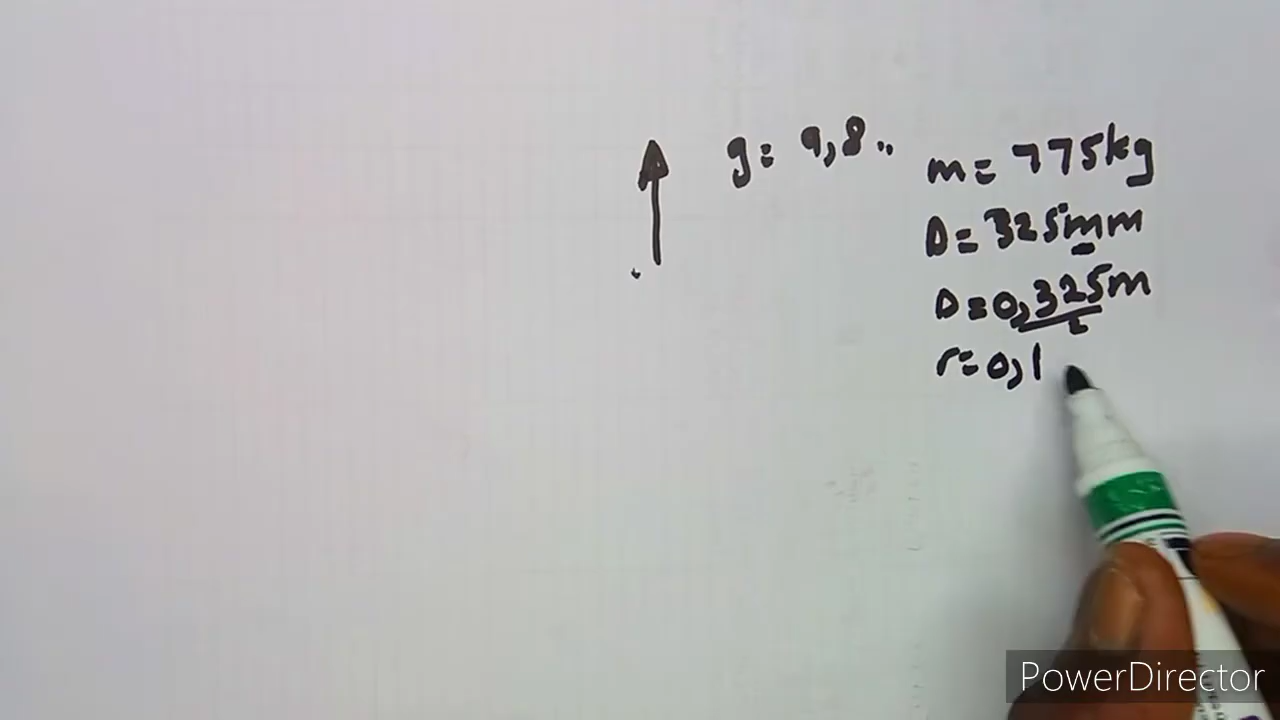 g= 9,8..
m= 775kg
D= 325mm
D=0,325m
r=0,1
PowerDirector